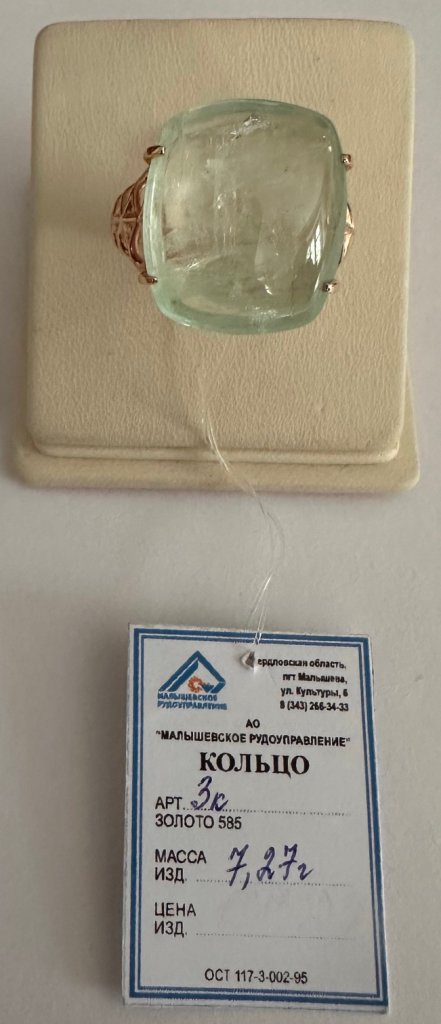 МАЛЫШЕВСКОЕ
РУДОУПРАВЛЕНИЕ
ердловская область,
пгт Малышева,
ул. Культуры, 6
8 (343) 266-34-33
АО
"МАЛЫШЕВСКОЕ РУДОУПРАВЛЕНИЕ"
КОЛЬЦО
АРТ. 3к
ЗОЛОТО 585
МАССА
ИЗД. 7,27г
ЦЕНА
ИЗД.
ОСТ 117-3-002-95